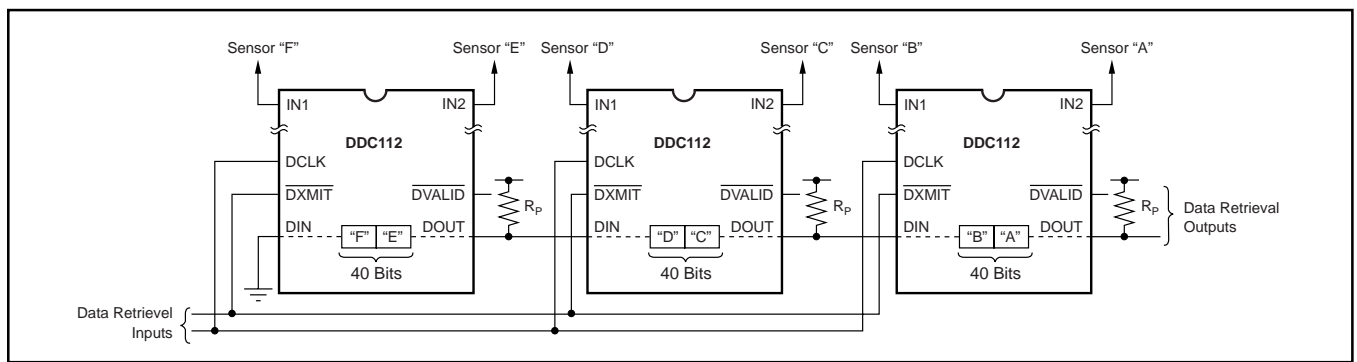 Sensor “F” Sensor “E” Sensor “D” Sensor “C” Sensor “B” Sensor “A”
IN1 IN2 IN1 IN2 IN1 IN2
DDC112 DDC112 DDC112
DCLK DCLK DCLK
DXMIT DVALID RP DXMIT DVALID RP DXMIT DVALID RP
DIN “F” “E” DOUT DIN “D” “C” DOUT DIN “B” “A” DOUT
40 Bits 40 Bits 40 Bits
Data Retrieval
Outputs
Data Retrievel
Inputs